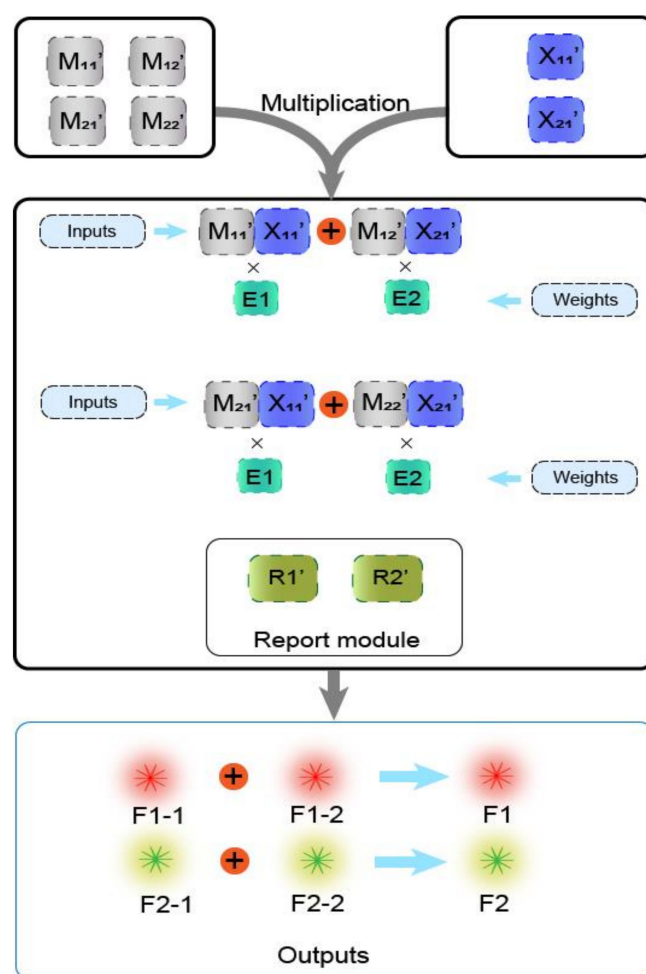 M₁₁’ M₁₂’ X₁₁’
M₂₁’ M₂₂’ X₂₁’
Multiplication
Inputs M₁₁’ X₁₁’ + M₁₂’ X₂₁’
× ×
E1 E2 Weights
Inputs M₂₁’ X₁₁’ + M₂₂’ X₂₁’
× ×
E1 E2 Weights
R1’ R2’
Report module
+
F1-1 F1-2 F1
+
F2-1 F2-2 F2
Outputs